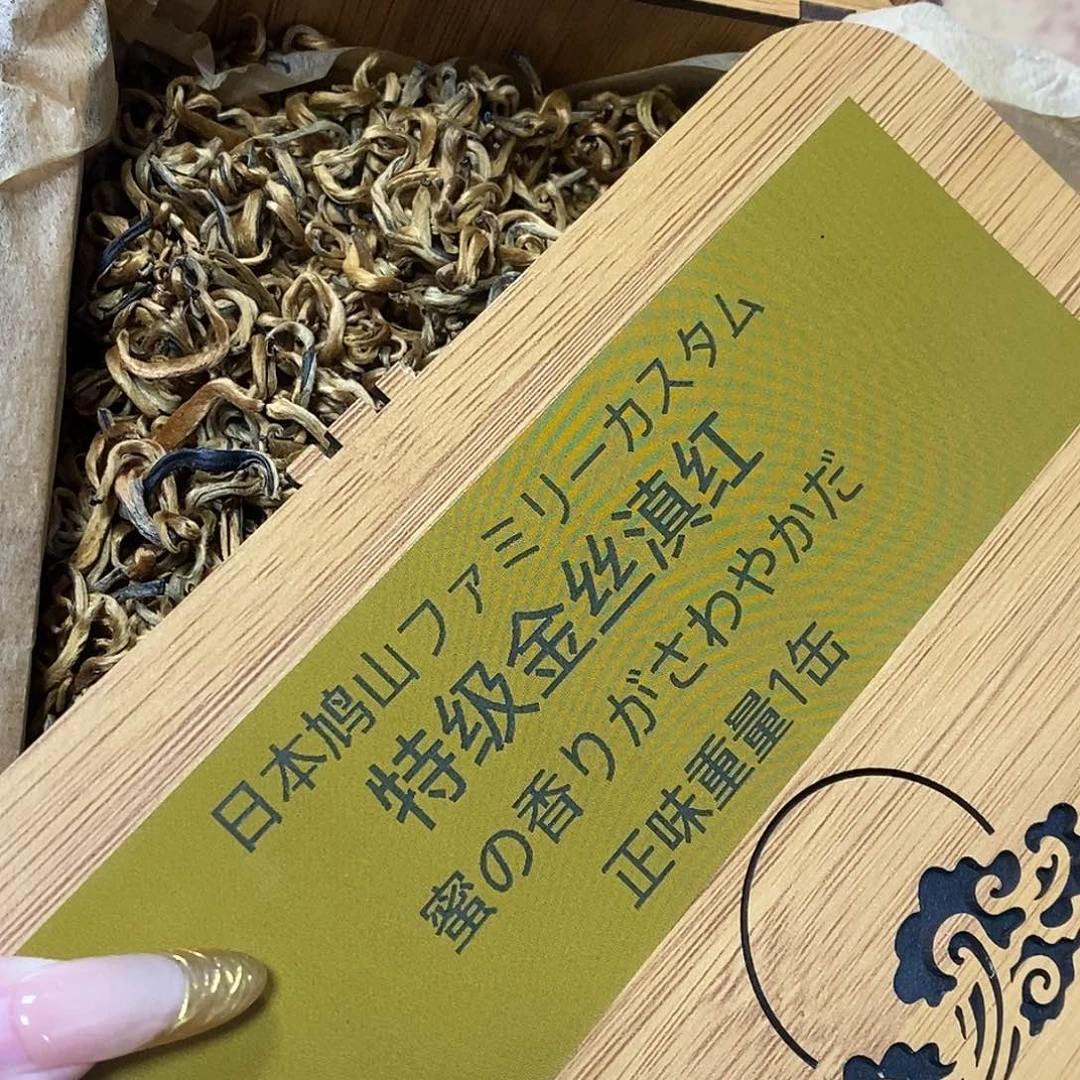 日本鸠山ファミリーカスタム
特级金丝滇红
蜜の香りがさわやかだ
正味重量1缶